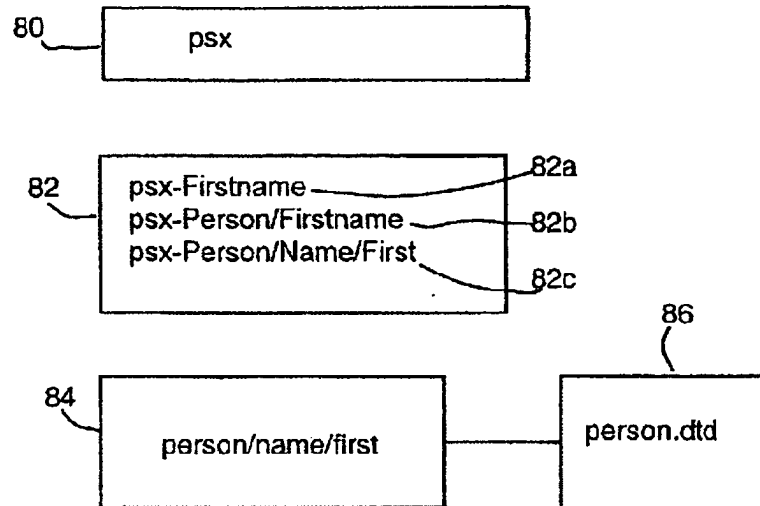 80
psx
82
psx-Firstname
82a
psx-Person/Firstname
82b
psx-Person/Name/First
82c
86
84
person/name/first
person.dtd